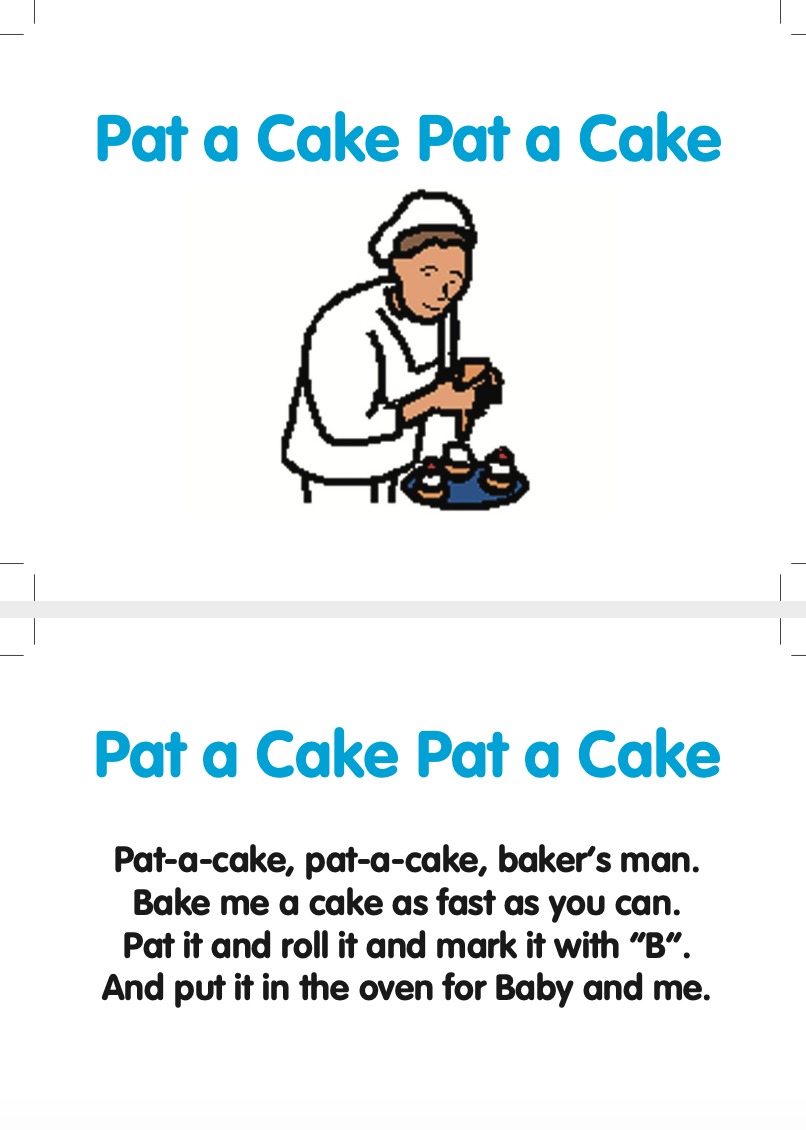 Pat a Cake Pat a Cake
Pat a Cake Pat a Cake
Pat-a-cake, pat-a-cake, baker’s man.
Bake me a cake as fast as you can.
Pat it and roll it and mark it with “B”.
And put it in the oven for Baby and me.